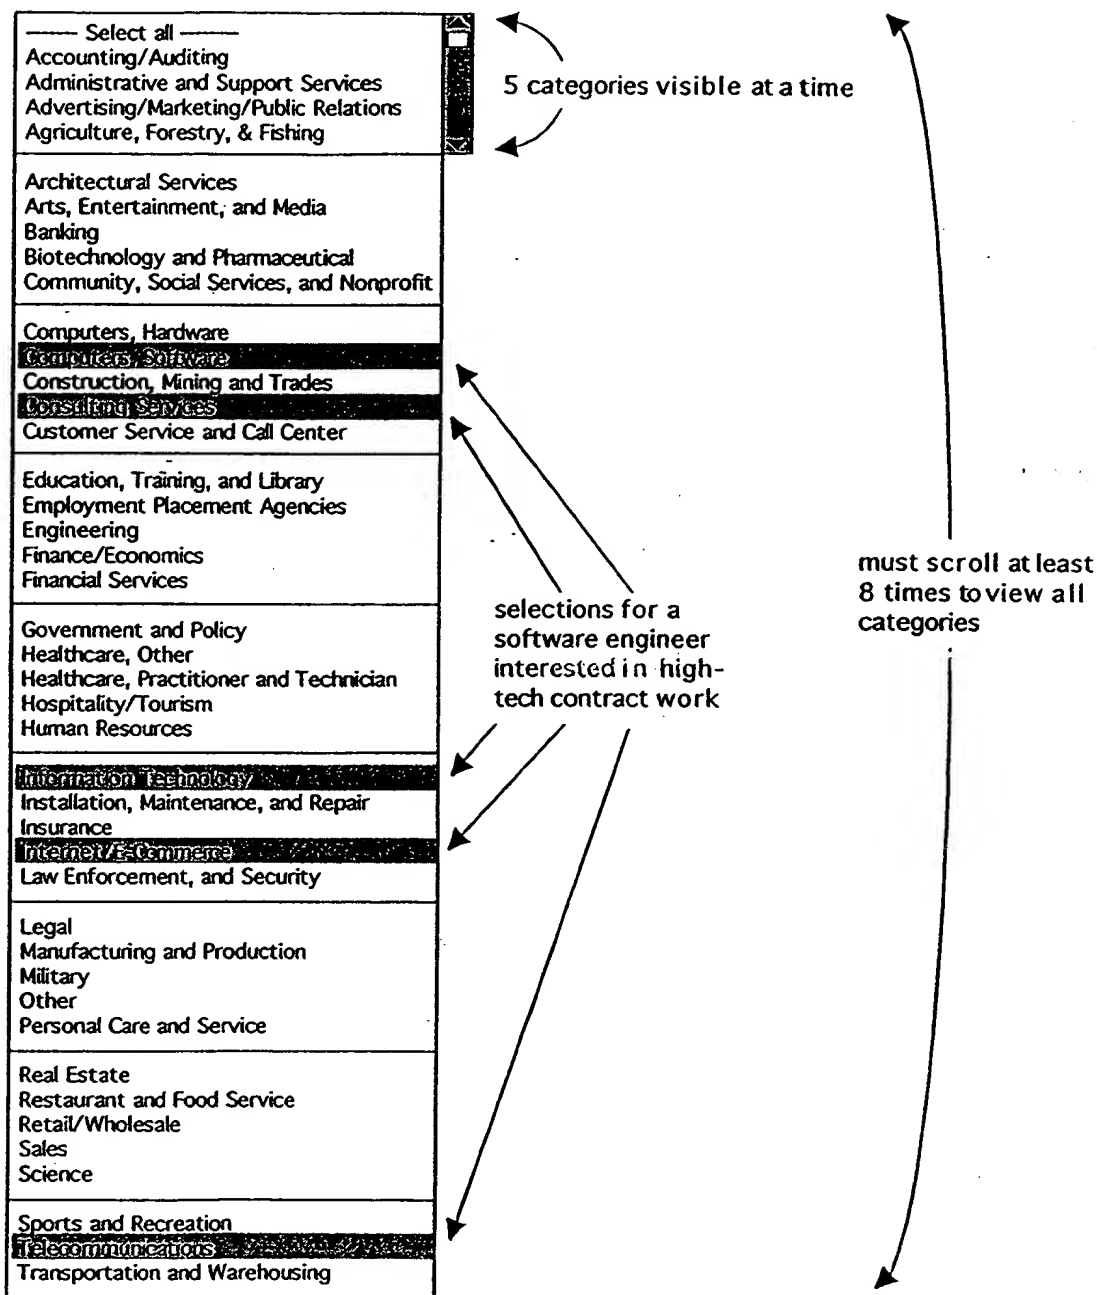 —— Select all ——
Accounting/Auditing
Administrative and Support Services
Advertising/Marketing/Public Relations
Agriculture, Forestry, & Fishing
5 categories visible at a time
Architectural Services
Arts, Entertainment, and Media
Banking
Biotechnology and Pharmaceutical
Community, Social Services, and Nonprofit
Computers, Hardware
Computers, Software
Construction, Mining and Trades
Consulting Services
Customer Service and Call Center
Education, Training, and Library
Employment Placement Agencies
Engineering
Finance/Economics
Financial Services
must scroll at least
8 times to view all
categories
selections for a
software engineer
interested in high-
tech contract work
Government and Policy
Healthcare, Other
Healthcare, Practitioner and Technician
Hospitality/Tourism
Human Resources
Information Technology
Installation, Maintenance, and Repair
Insurance
Internet/E-Commerce
Law Enforcement, and Security
Legal
Manufacturing and Production
Military
Other
Personal Care and Service
Real Estate
Restaurant and Food Service
Retail/Wholesale
Sales
Science
Sports and Recreation
Telecommunications
Transportation and Warehousing